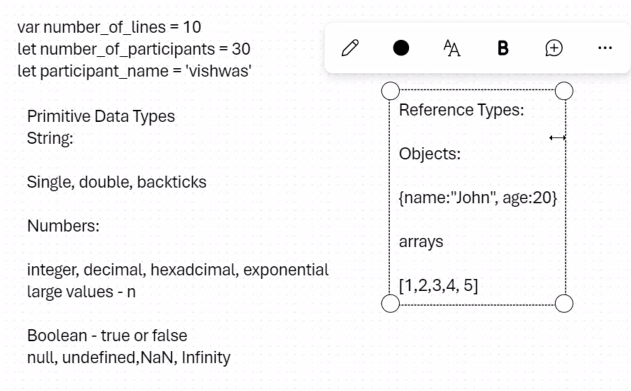 var number_of_lines = 10
let number_of_participants = 30
let participant_name = 'vishwas'
Primitive Data Types
String:
Single, double, backticks
Numbers:
integer, decimal, hexadcimal, exponential
large values - n
Boolean - true or false
null, undefined,NaN, Infinity
AA
B
Reference Types:
Objects:
{name:"John", age:20}
arrays
[1,2,3,4, 5]